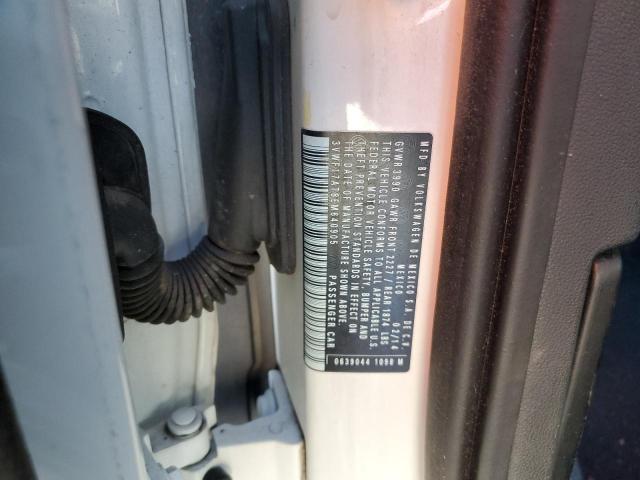 MFD BY VOLKSWAGEN DE MEXICO S.A. DE C.V.
MEXICO 02/14
GVWR 3990 GAWR FRONT 2227 / REAR 1874 LBS
THIS VEHICLE CONFORMS TO ALL APPLICABLE U.S.
FEDERAL MOTOR VEHICLE SAFETY, BUMPER AND
THEFT PREVENTION STANDARDS IN EFFECT ON
THE DATE OF MANUFACTURE SHOWN ABOVE.
PASSENGER CAR
0639044 1098 M